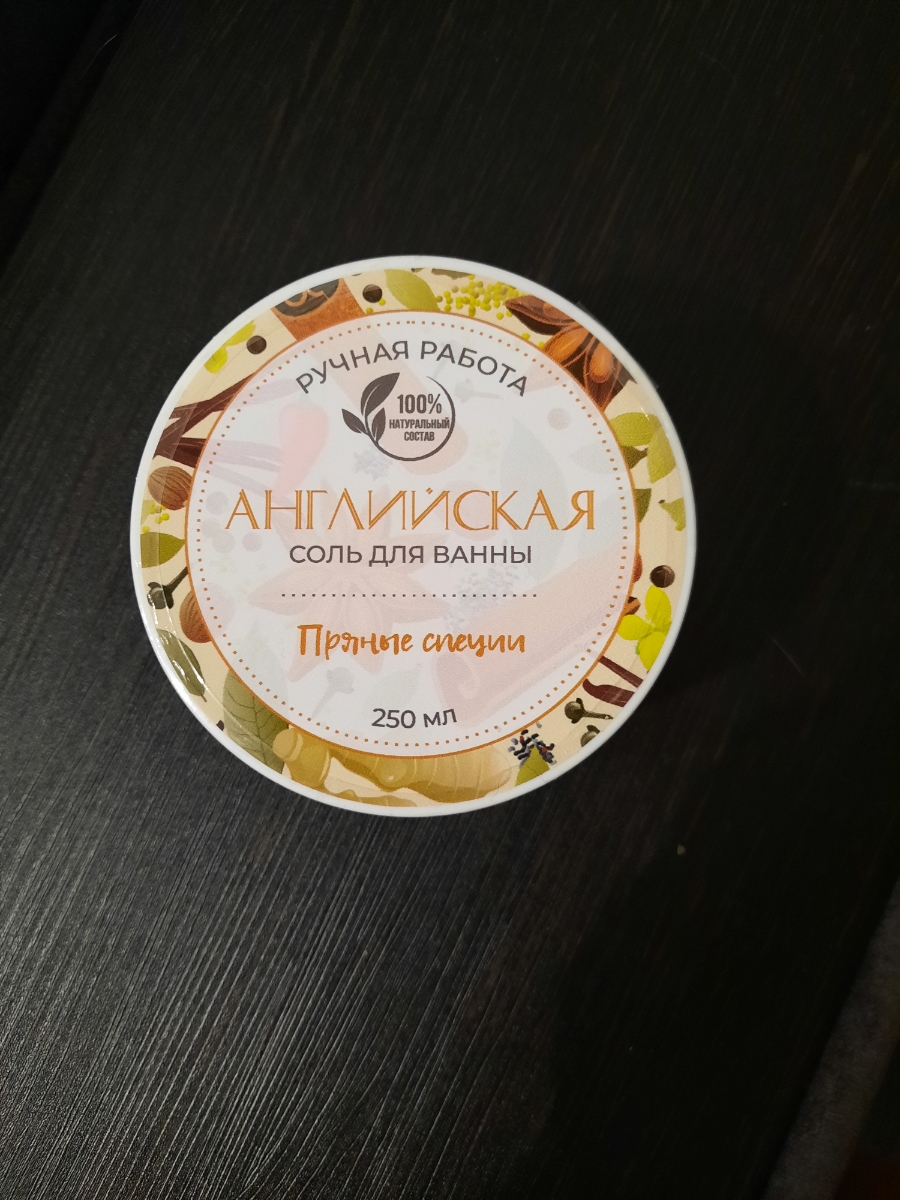 РУЧНАЯ РАБОТА
100%
НАТУРАЛЬНЫЙ
СОСТАВ
АНГЛИЙСКАЯ
СОЛЬ ДЛЯ ВАННЫ
Пряные специи
250 мл